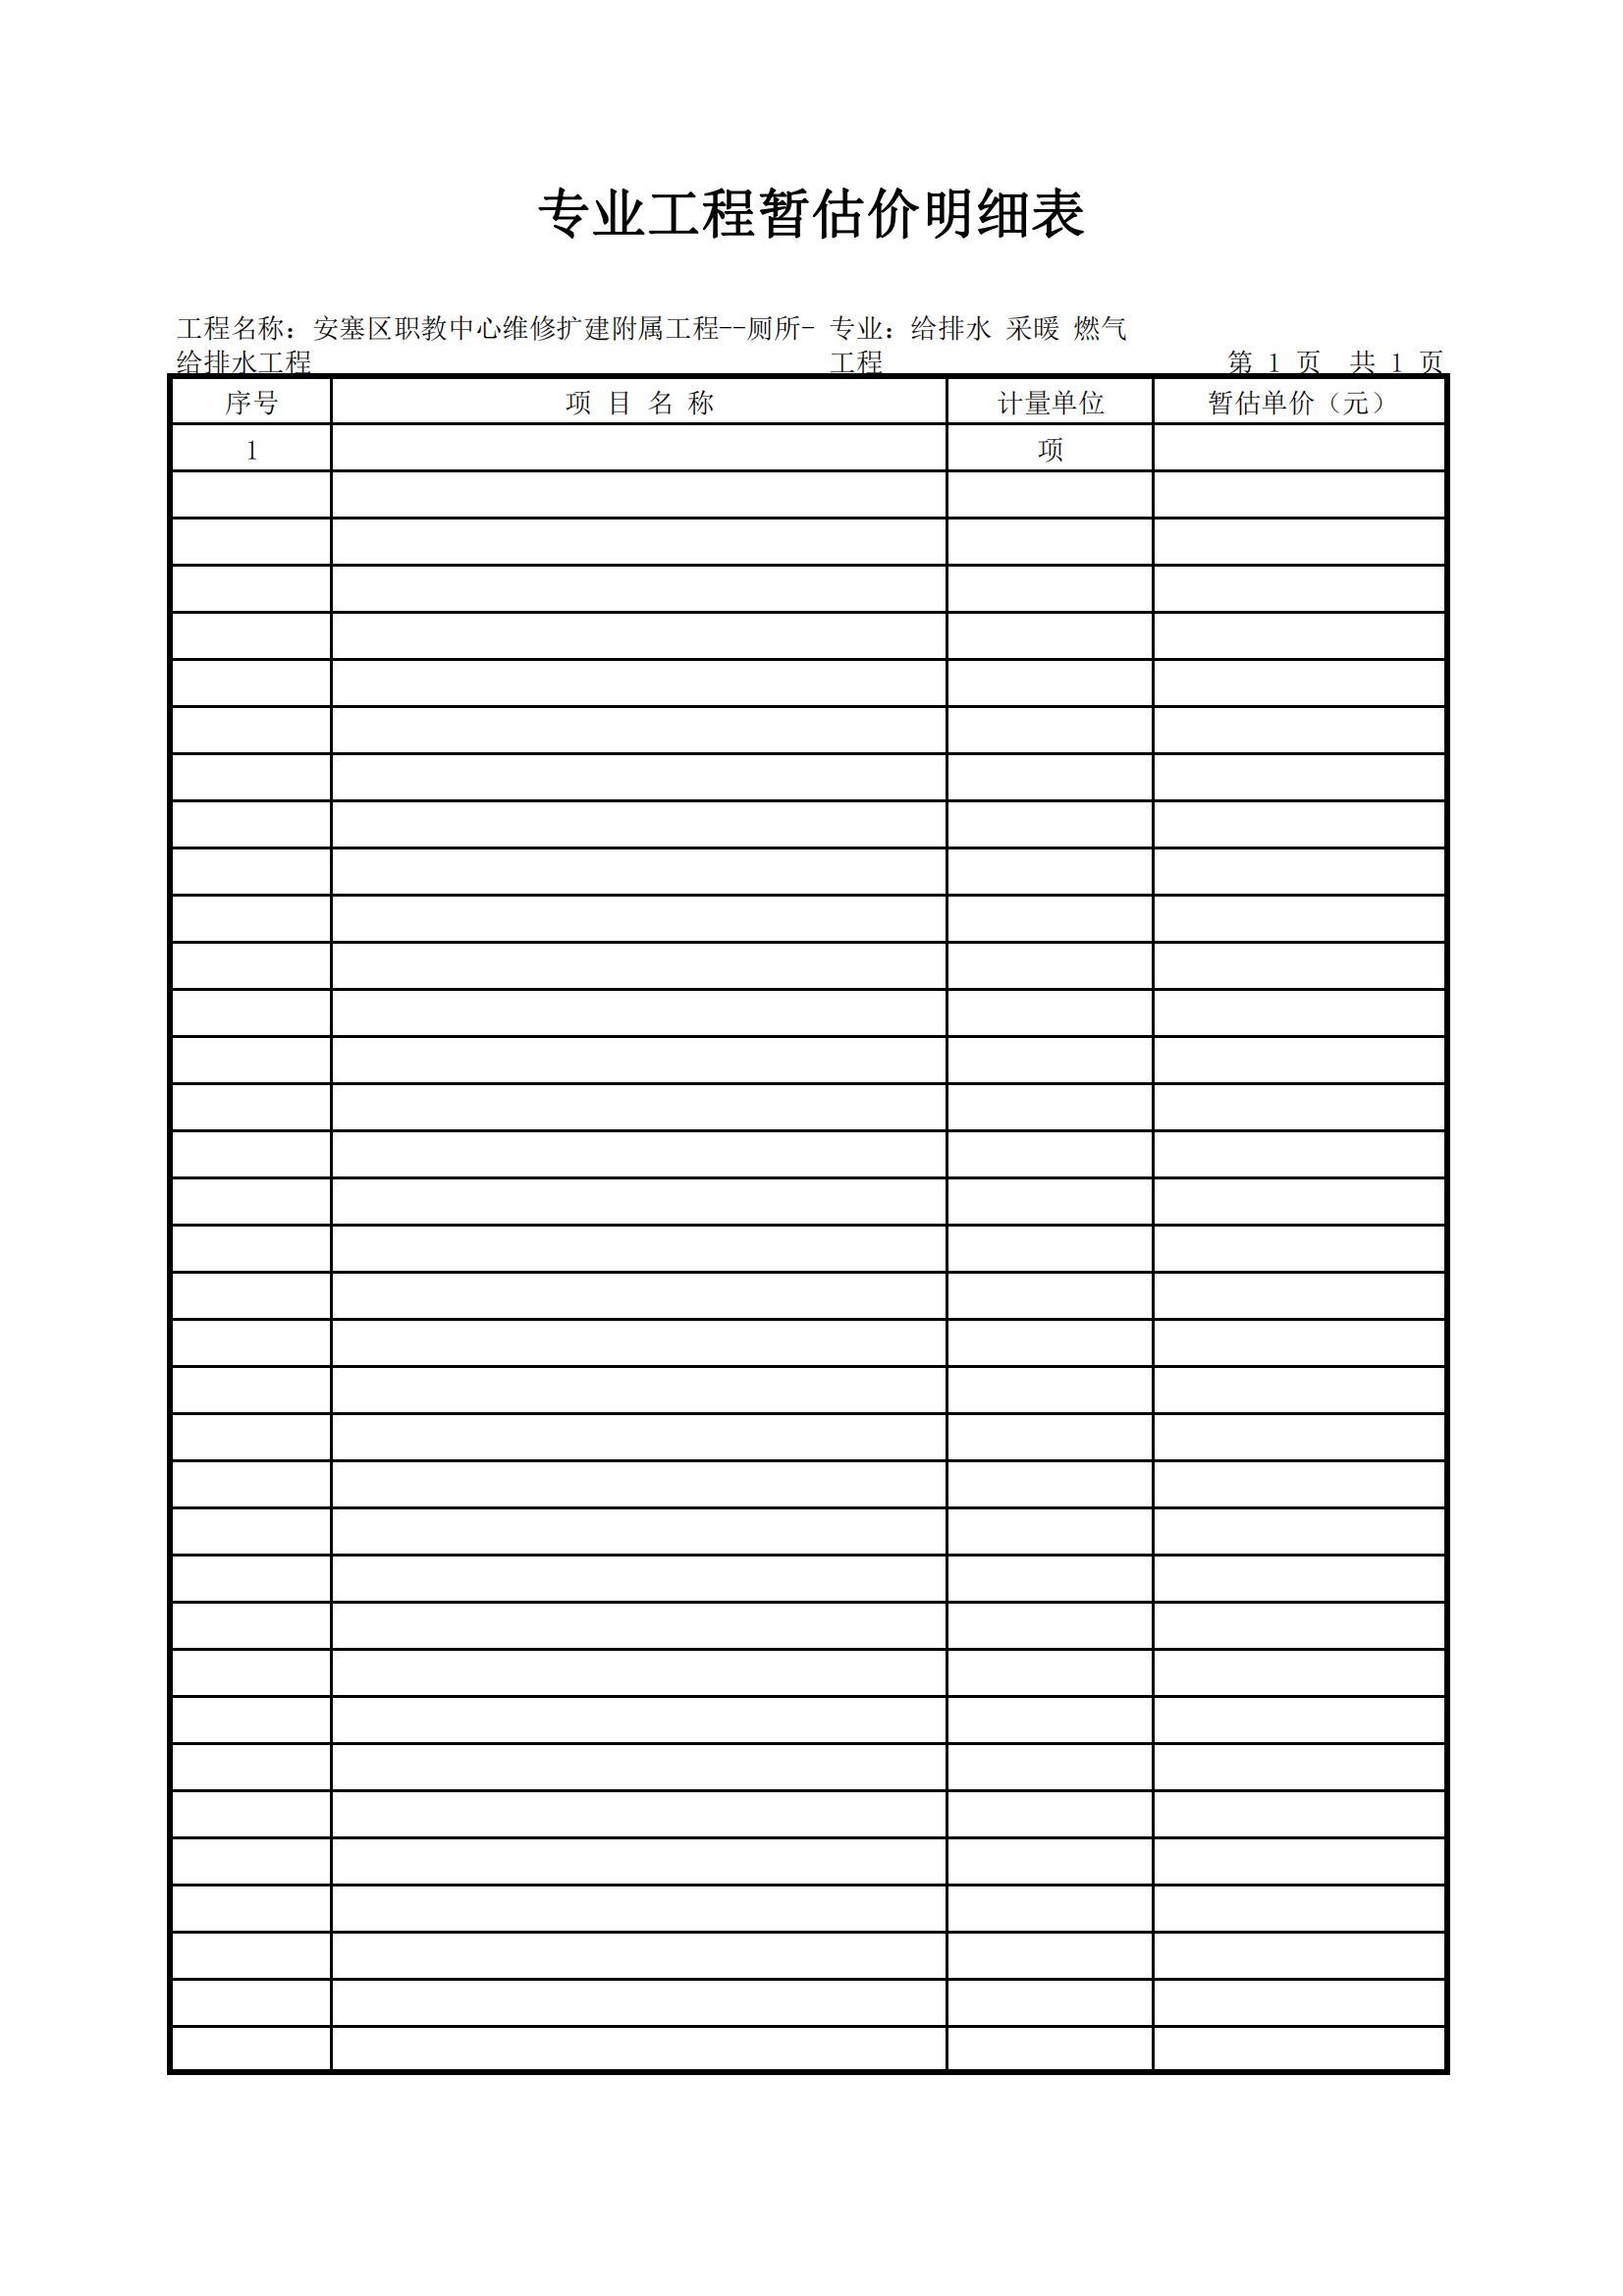 专业工程暂估价明细表
工程名称：安塞区职教中心维修扩建附属工程--厕所- 专业：给排水 采暖 燃气
给排水工程 工程 第 1 页 共 1 页
序号 项 目 名 称 计量单位 暂估单价（元）
1 项